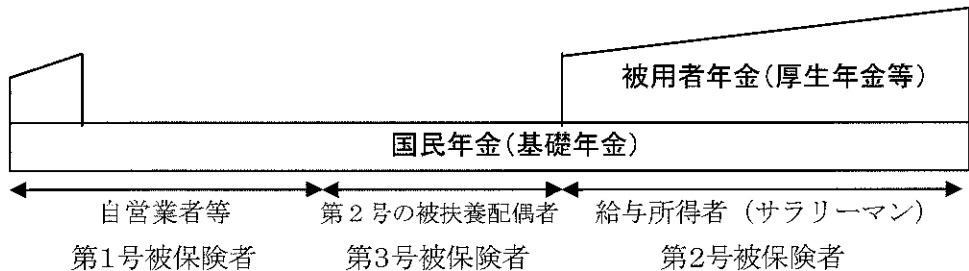 被用者年金(厚生年金等)
国民年金(基礎年金)
自営業者等 第2号の被扶養配偶者 給与所得者(サラリーマン)
第1号被保険者 第3号被保険者 第2号被保険者